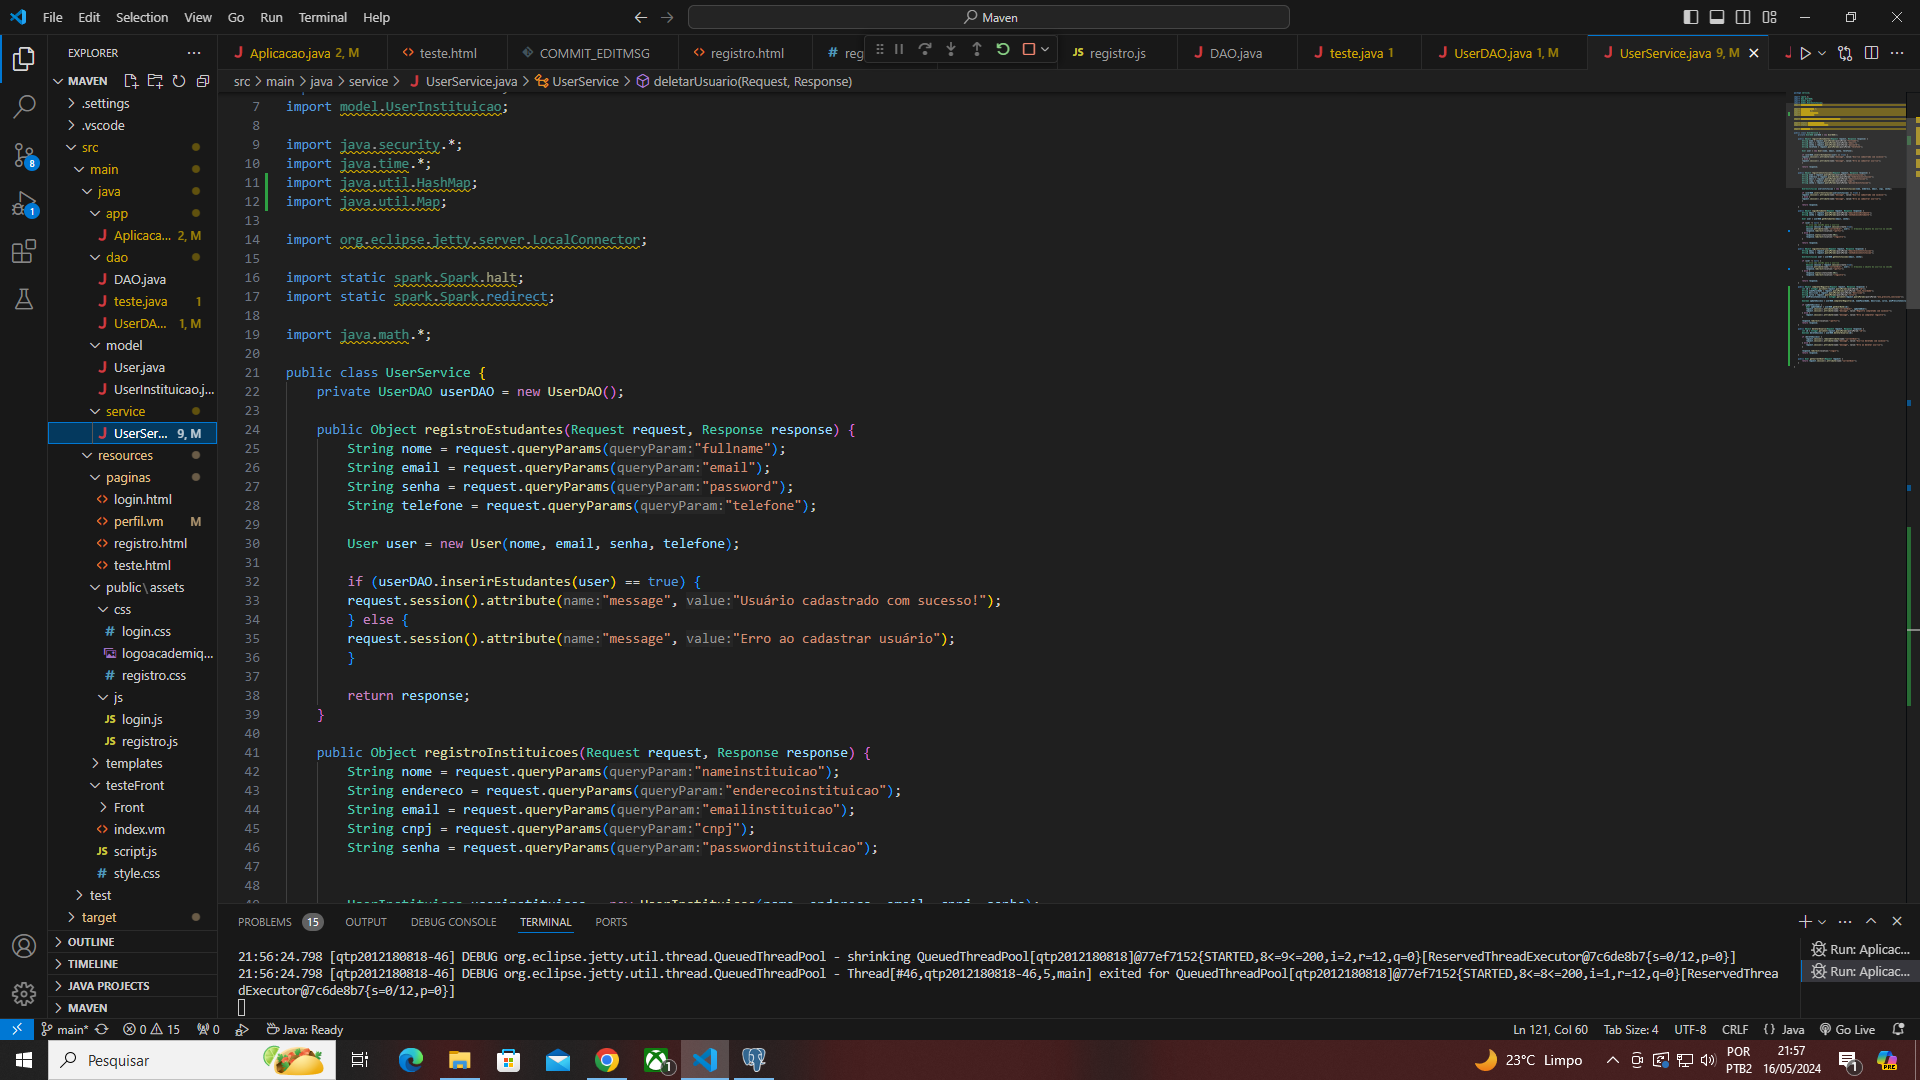 File Edit Selection View Go Run Terminal Help
Maven
EXPLORER
Aplicacao.java 2, M
teste.html
COMMIT_EDITMSG
registro.html
reg
registro.js
DAO.java
teste.java 1
UserDAO.java 1, M
UserService.java 9, M
MAVEN
src > main > java > service > UserService.java > UserService > deletarUsuario(Request, Response)
.settings
.vscode
src
main
java
app
Aplicaca... 2, M
dao
DAO.java
teste.java 1
UserDA... 1, M
model
User.java
UserInstituicao.j...
service
UserSer... 9, M
resources
paginas
login.html
perfil.vm M
registro.html
teste.html
public\assets
css
login.css
logoacademiq...
registro.css
js
login.js
registro.js
templates
testeFront
Front
index.vm
script.js
style.css
test
target
OUTLINE
TIMELINE
JAVA PROJECTS
MAVEN
7 import model.UserInstituicao;
8
9 import java.security.*;
10 import java.time.*;
11 import java.util.HashMap;
12 import java.util.Map;
13
14 import org.eclipse.jetty.server.LocalConnector;
15
16 import static spark.Spark.halt;
17 import static spark.Spark.redirect;
18
19 import java.math.*;
20
21 public class UserService {
22 private UserDAO userDAO = new UserDAO();
23
24 public Object registroEstudantes(Request request, Response response) {
25 String nome = request.queryParams(queryParam:"fullname");
26 String email = request.queryParams(queryParam:"email");
27 String senha = request.queryParams(queryParam:"password");
28 String telefone = request.queryParams(queryParam:"telefone");
29
30 User user = new User(nome, email, senha, telefone);
31
32 if (userDAO.inserirEstudantes(user) == true) {
33 request.session().attribute(name:"message", value:"Usuário cadastrado com sucesso!");
34 } else {
35 request.session().attribute(name:"message", value:"Erro ao cadastrar usuário");
36 }
37
38 return response;
39 }
40
41 public Object registroInstituicoes(Request request, Response response) {
42 String nome = request.queryParams(queryParam:"nameinstituicao");
43 String endereco = request.queryParams(queryParam:"enderecoinstituicao");
44 String email = request.queryParams(queryParam:"emailinstituicao");
45 String cnpj = request.queryParams(queryParam:"cnpj");
46 String senha = request.queryParams(queryParam:"passwordinstituicao");
47
48
PROBLEMS 15 OUTPUT DEBUG CONSOLE TERMINAL PORTS
21:56:24.798 [qtp2012180818-46] DEBUG org.eclipse.jetty.util.thread.QueuedThreadPool - shrinking QueuedThreadPool[qtp2012180818]@77ef7152{STARTED,8<=9<=200,i=2,r=12,q=0}[ReservedThreadExecutor@7c6de8b7{s=0/12,p=0}]
21:56:24.798 [qtp2012180818-46] DEBUG org.eclipse.jetty.util.thread.QueuedThreadPool - Thread[#46,qtp2012180818-46,5,main] exited for QueuedThreadPool[qtp2012180818]@77ef7152{STARTED,8<=8<=200,i=1,r=12,q=0}[ReservedThrea
dExecutor@7c6de8b7{s=0/12,p=0}]
Run: Aplicac...
Run: Aplicac...
main* 0 15 0 Java: Ready
Ln 121, Col 60 Tab Size: 4 UTF-8 CRLF {} Java Go Live
Pesquisar
23°C Limpo
POR
PTB2
21:57
16/05/2024